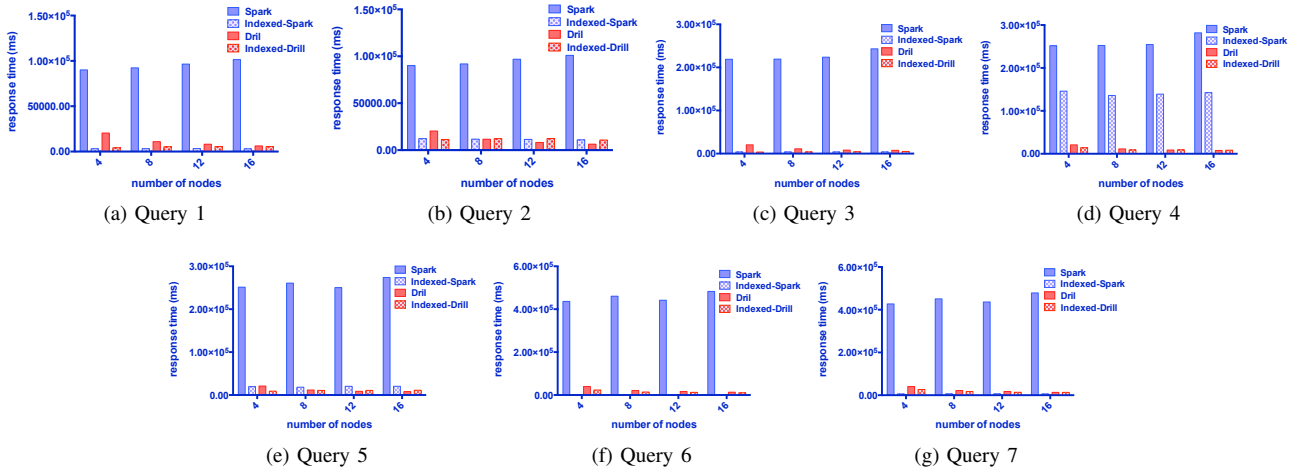 response time (ms)
1.50×10⁵
1.00×10⁵
50000.00
0.00
Spark
Indexed-Spark
Dril
Indexed-Drill
4
8
12
16
number of nodes
(a) Query 1
response time (ms)
1.50×10⁵
1.00×10⁵
50000.00
0.00
Spark
Indexed-Spark
Dril
Indexed-Drill
4
8
12
16
number of nodes
(b) Query 2
response time (ms)
3.00×10⁵
2.00×10⁵
1.00×10⁵
0.00
Spark
Indexed-Spark
Dril
Indexed-Drill
4
8
12
16
number of nodes
(c) Query 3
response time (ms)
3.00×10⁵
2.00×10⁵
1.00×10⁵
0.00
Spark
Indexed-Spark
Dril
Indexed-Drill
4
8
12
16
number of nodes
(d) Query 4
response time (ms)
3.00×10⁵
2.00×10⁵
1.00×10⁵
0.00
Spark
Indexed-Spark
Dril
Indexed-Drill
4
8
12
16
number of nodes
(e) Query 5
response time (ms)
6.00×10⁵
4.00×10⁵
2.00×10⁵
0.00
Spark
Indexed-Spark
Dril
Indexed-Drill
4
8
12
16
number of nodes
(f) Query 6
response time (ms)
6.00×10⁵
4.00×10⁵
2.00×10⁵
0.00
Spark
Indexed-Spark
Dril
Indexed-Drill
4
8
12
16
number of nodes
(g) Query 7